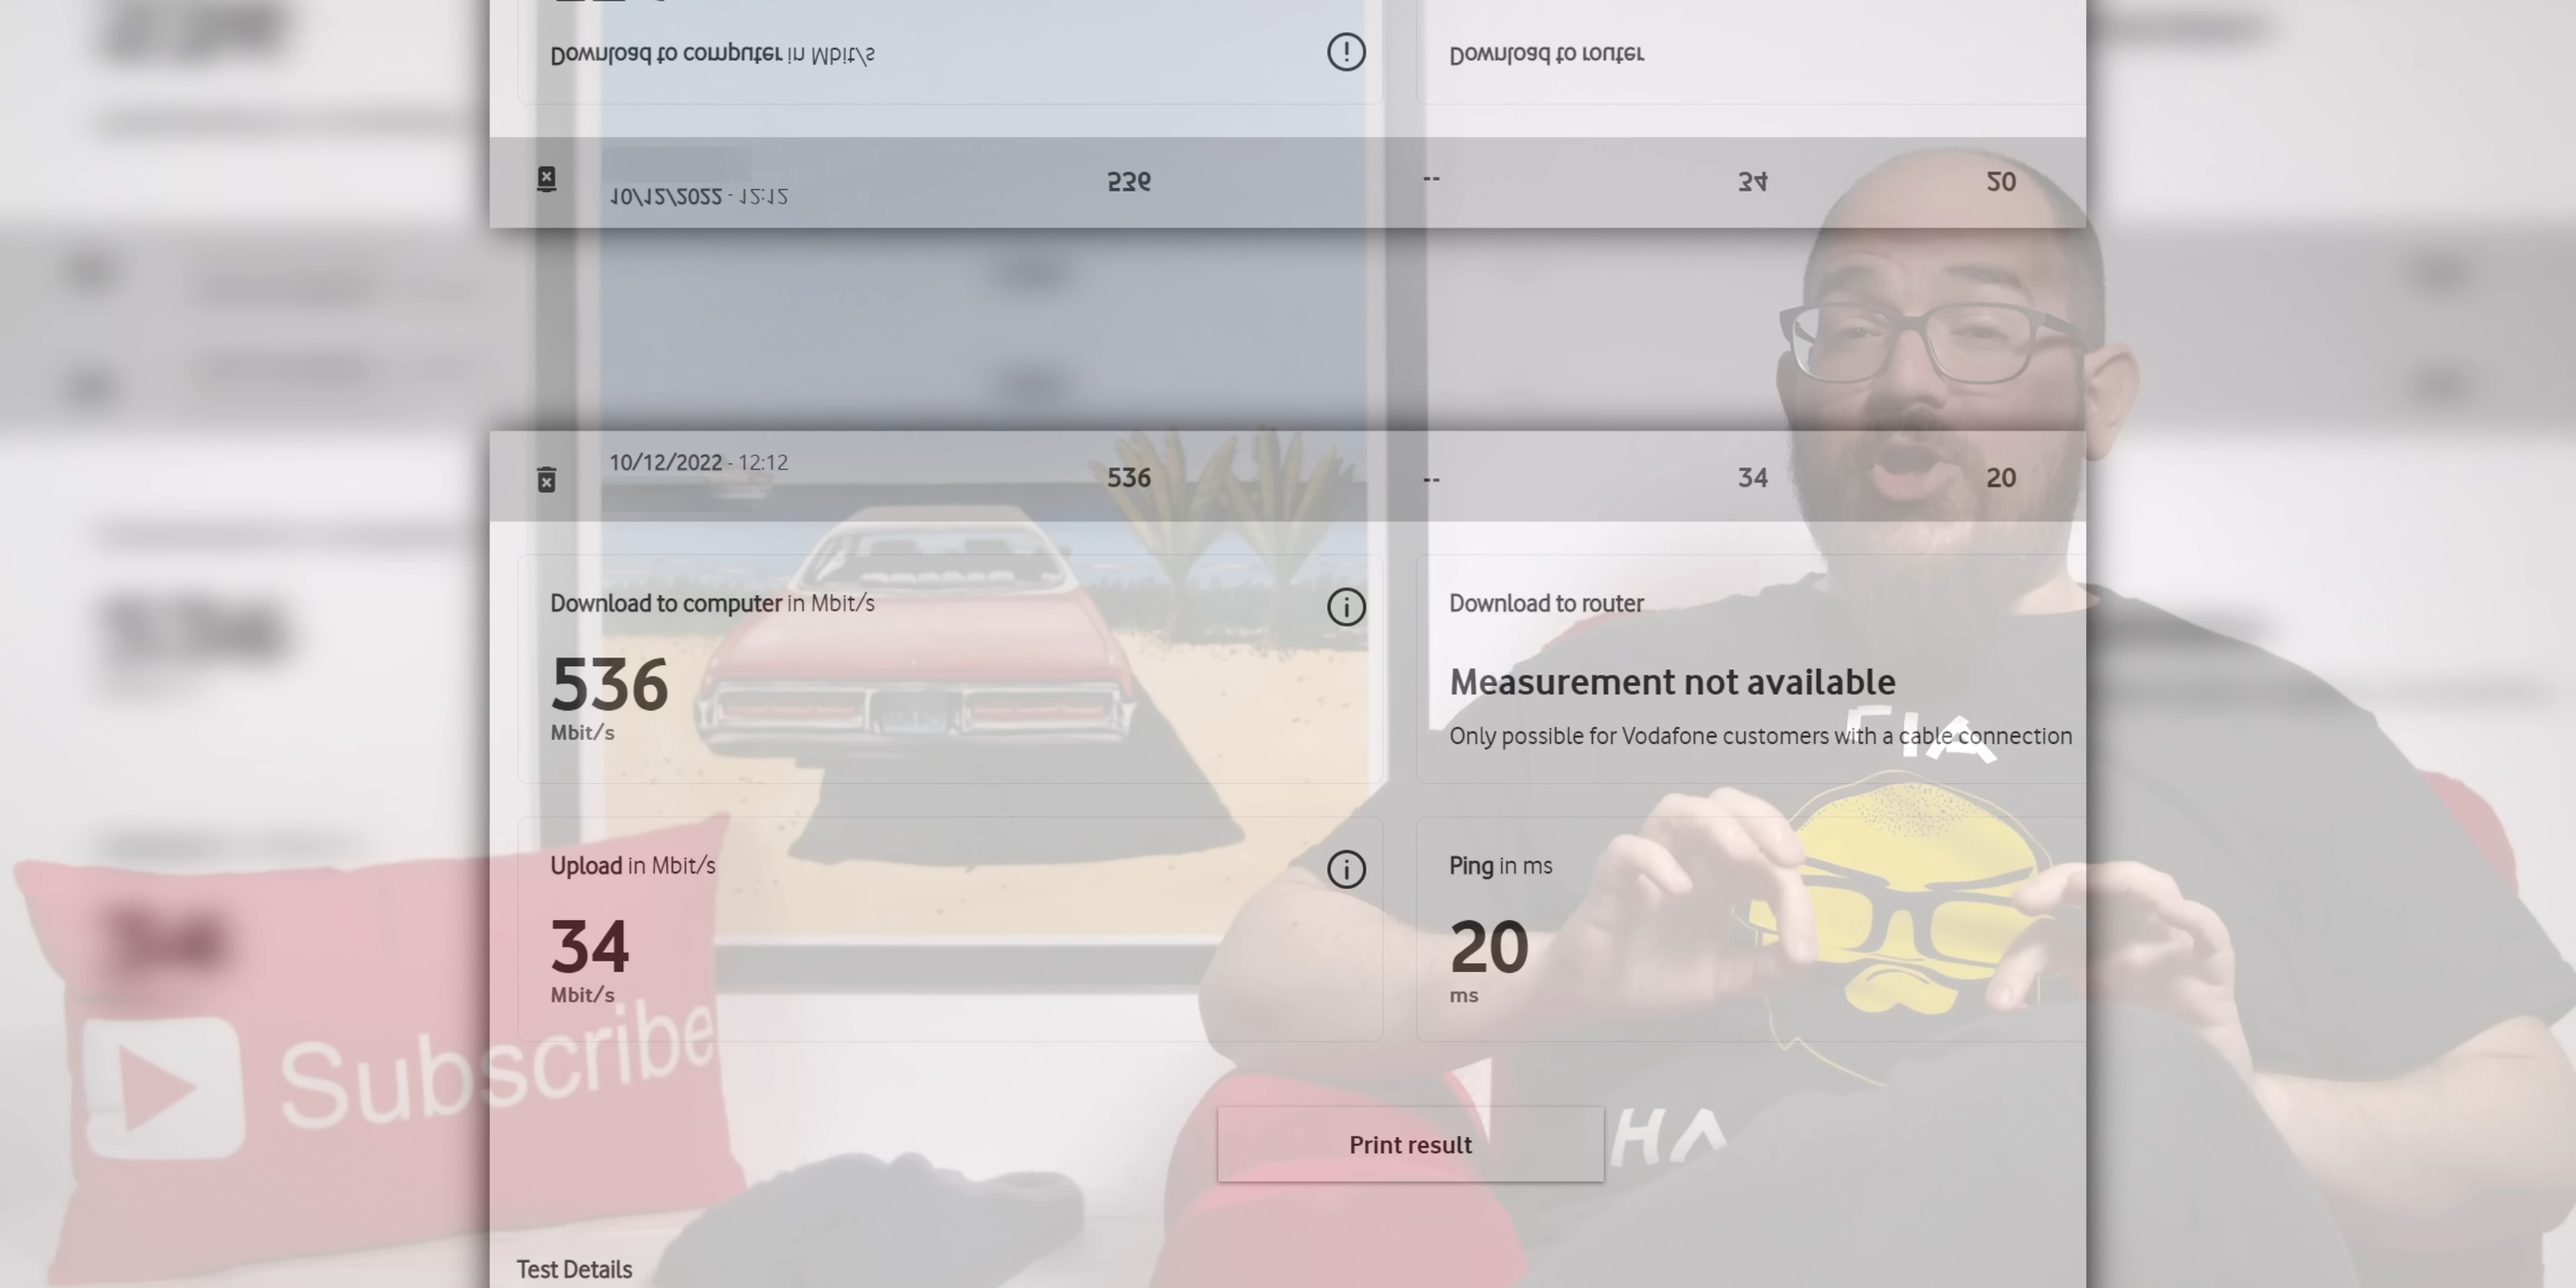 Download to computer in Mbit/s
Download to router
10/12/2022 - 12:12 536 -- 34 20
10/12/2022 - 12:12 536 -- 34 20
Download to computer in Mbit/s
Download to router
536
Mbit/s
Measurement not available
Only possible for Vodafone customers with a cable connection
Upload in Mbit/s
Ping in ms
34
Mbit/s
20
ms
Subscribe
Print result
Test Details